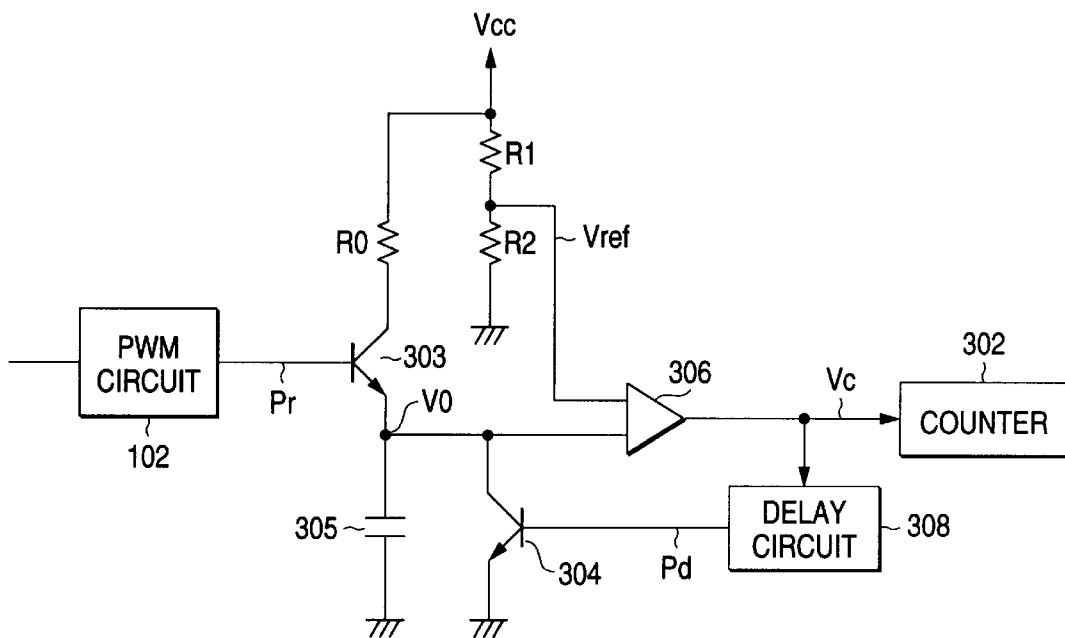 Vcc
R1
R0
R2
Vref
PWM
CIRCUIT
303
306
302
Pr
V0
Vc
COUNTER
102
305
304
Pd
DELAY
CIRCUIT
308